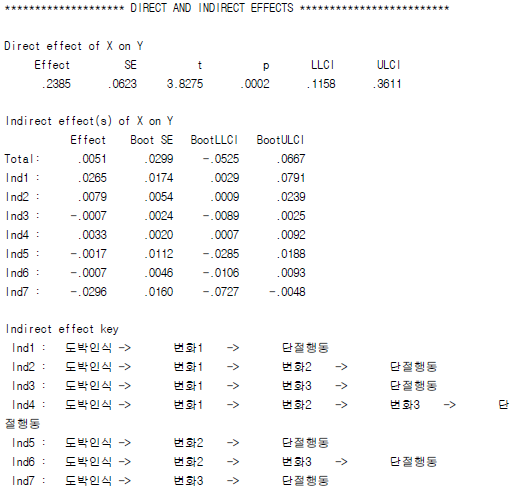 ******************** DIRECT AND INDIRECT EFFECTS *************************
Direct effect of X on Y
Effect SE t p LLCI ULCI
.2385 .0623 3.8275 .0002 .1158 .3611
Indirect effect(s) of X on Y
Effect Boot SE BootLLCI BootULCI
Total: .0051 .0299 -.0525 .0667
Ind1 : .0265 .0174 .0029 .0791
Ind2 : .0079 .0054 .0009 .0239
Ind3 : -.0007 .0024 -.0089 .0025
Ind4 : .0033 .0020 .0007 .0092
Ind5 : -.0017 .0112 -.0285 .0188
Ind6 : -.0007 .0046 -.0106 .0093
Ind7 : -.0296 .0160 -.0727 -.0048
Indirect effect key
Ind1 : 도박인식 -> 변화1 -> 단절행동
Ind2 : 도박인식 -> 변화1 -> 변화2 -> 단절행동
Ind3 : 도박인식 -> 변화1 -> 변화3 -> 단절행동
Ind4 : 도박인식 -> 변화1 -> 변화2 -> 변화3 -> 단
절행동
Ind5 : 도박인식 -> 변화2 -> 단절행동
Ind6 : 도박인식 -> 변화2 -> 변화3 -> 단절행동
Ind7 : 도박인식 -> 변화3 -> 단절행동